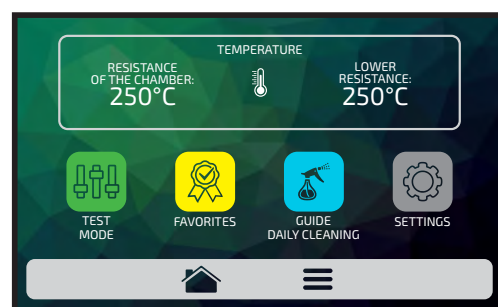 TEMPERATURE
RESISTANCE
OF THE CHAMBER:
250°C
LOWER
RESISTANCE:
250°C
TEST
MODE
FAVORITES
GUIDE
DAILY CLEANING
SETTINGS